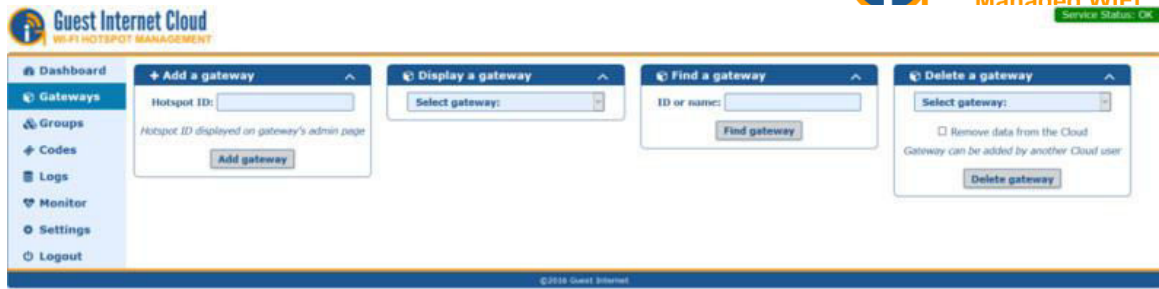 Guest Internet Cloud
WI-FI HOTSPOT MANAGEMENT
Managed WiFi
Service Status: OK
Dashboard
Gateways
Groups
Codes
Logs
Monitor
Settings
Logout
+ Add a gateway
Hotspot ID:
Hotspot ID displayed on gateway's admin page
Add gateway
Display a gateway
Select gateway:
Find a gateway
ID or name:
Find gateway
Delete a gateway
Select gateway:
Remove data from the Cloud
Gateway can be added by another Cloud user
Delete gateway
©2016 Guest Internet